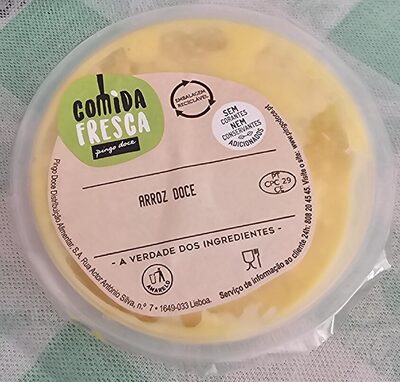 COMIDA
FRESCA
pingo doce
EMBALAGEM
RECICLÁVEL
SEM
CORANTES
NEM
CONSERVANTES
ADICIONADOS
ARROZ DOCE
PT
CPC 29
CE
- A VERDADE DOS INGREDIENTES -
AMARELO
Pingo Doce Distribuição Alimentar, S.A. Rua Actor António Silva, n.º 7 • 1649-033 Lisboa.
Serviço de informação ao cliente 24h: 808 20 45 45. Visite o site: www.pingodoce.pt